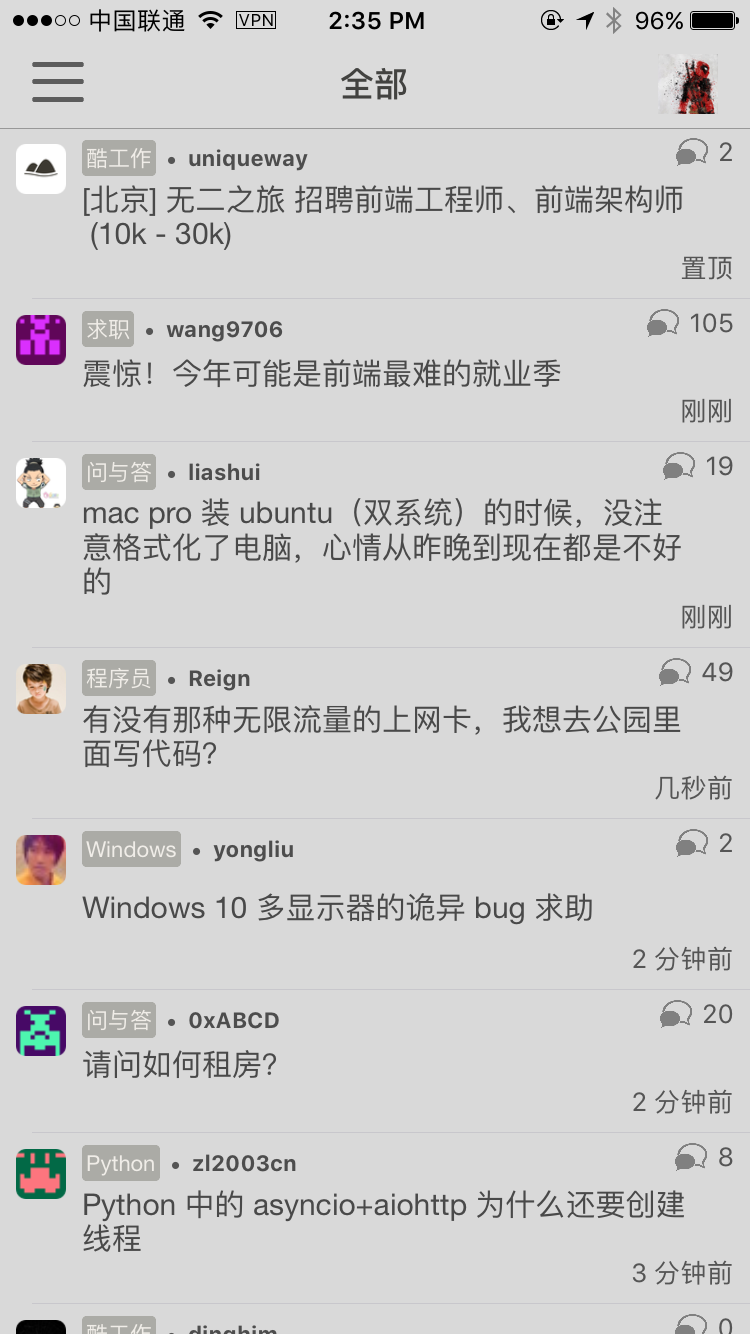 中国联通 VPN 2:35 PM 96%
全部
酷工作 • uniqueway 2
[北京] 无二之旅 招聘前端工程师、前端架构师
(10k - 30k)
置顶
求职 • wang9706 105
震惊！今年可能是前端最难的就业季
刚刚
问与答 • liashui 19
mac pro 装 ubuntu（双系统）的时候，没注
意格式化了电脑，心情从昨晚到现在都是不好
的
刚刚
程序员 • Reign 49
有没有那种无限流量的上网卡，我想去公园里
面写代码？
几秒前
Windows • yongliu 2
Windows 10 多显示器的诡异 bug 求助
2 分钟前
问与答 • 0xABCD 20
请问如何租房？
2 分钟前
Python • zl2003cn 8
Python 中的 asyncio+aiohttp 为什么还要创建
线程
3 分钟前
酷工作 • dinghim 0